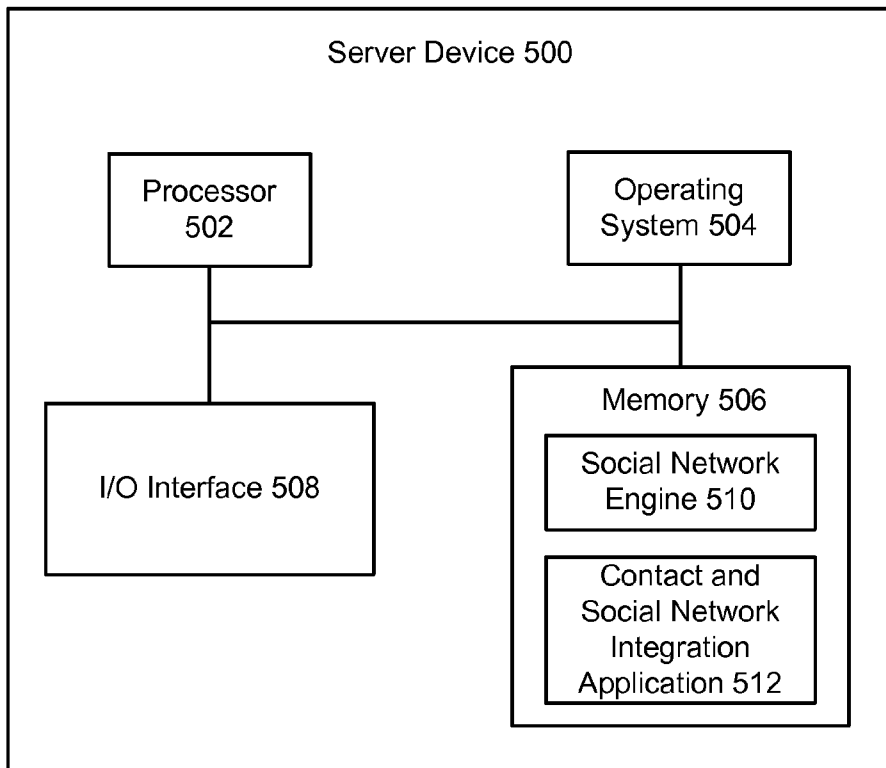 Server Device 500
Processor
502
Operating
System 504
I/O Interface 508
Memory 506
Social Network
Engine 510
Contact and
Social Network
Integration
Application 512